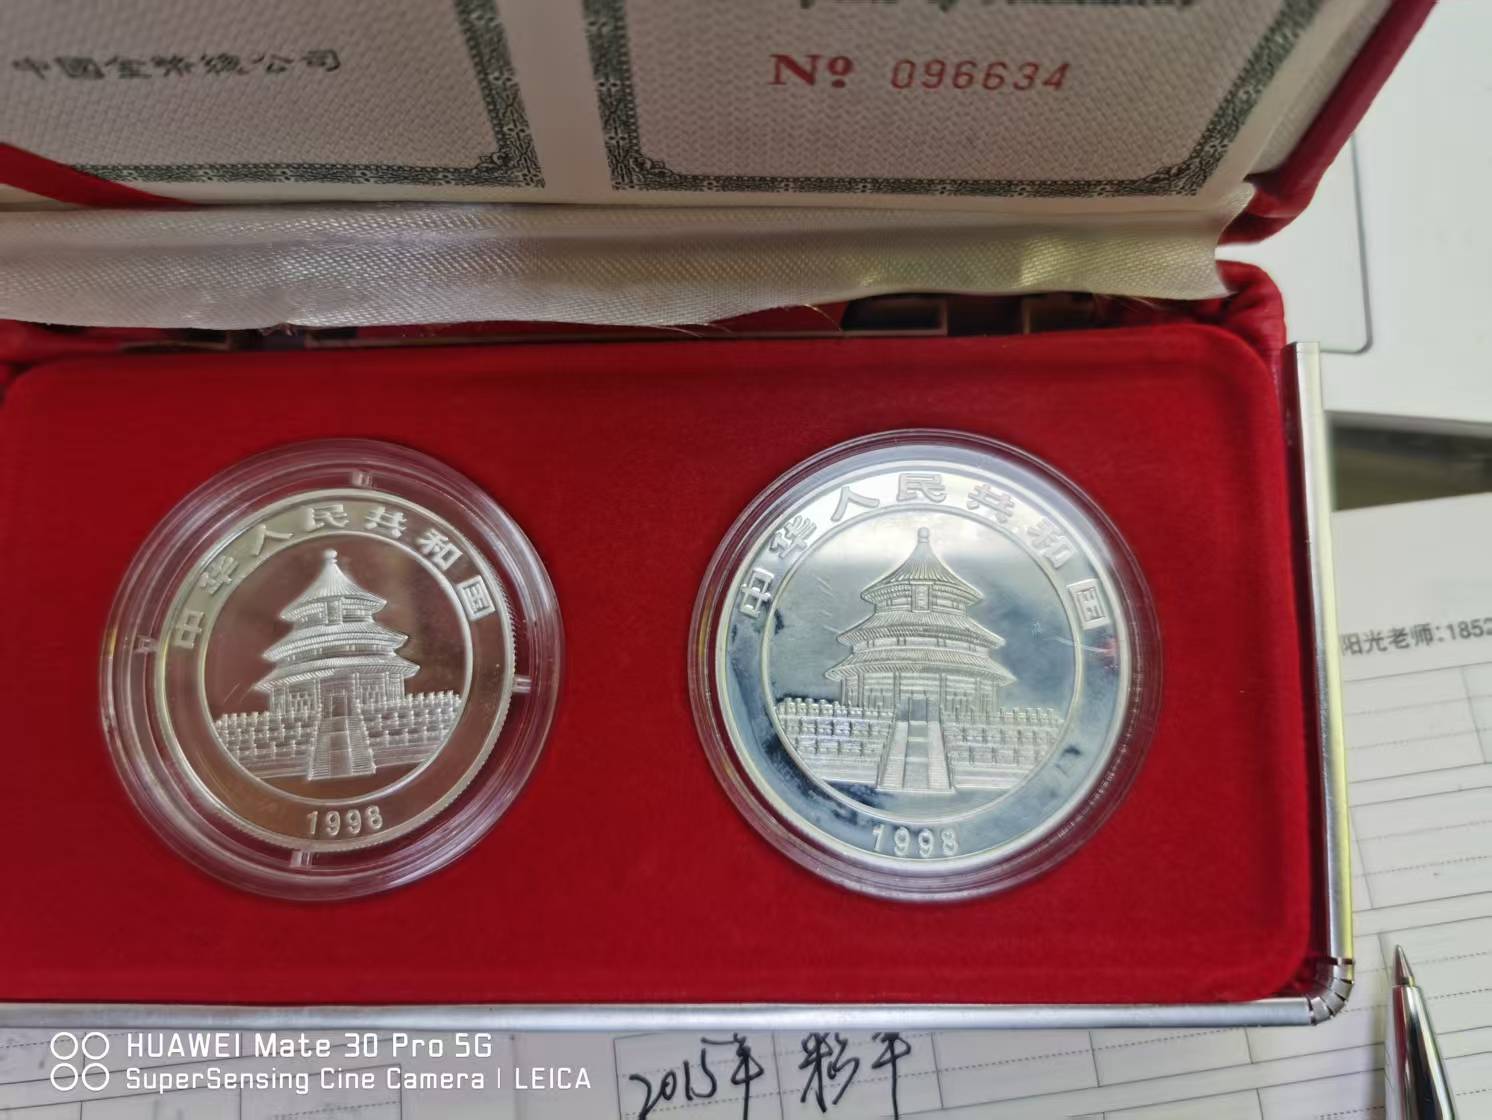 中国钱币总公司
Nº 096634
中华人民共和国
1998
中华人民共和国
1998
阳光老师:1852
HUAWEI Mate 30 Pro 5G
SuperSensing Cine Camera | LEICA
2015年